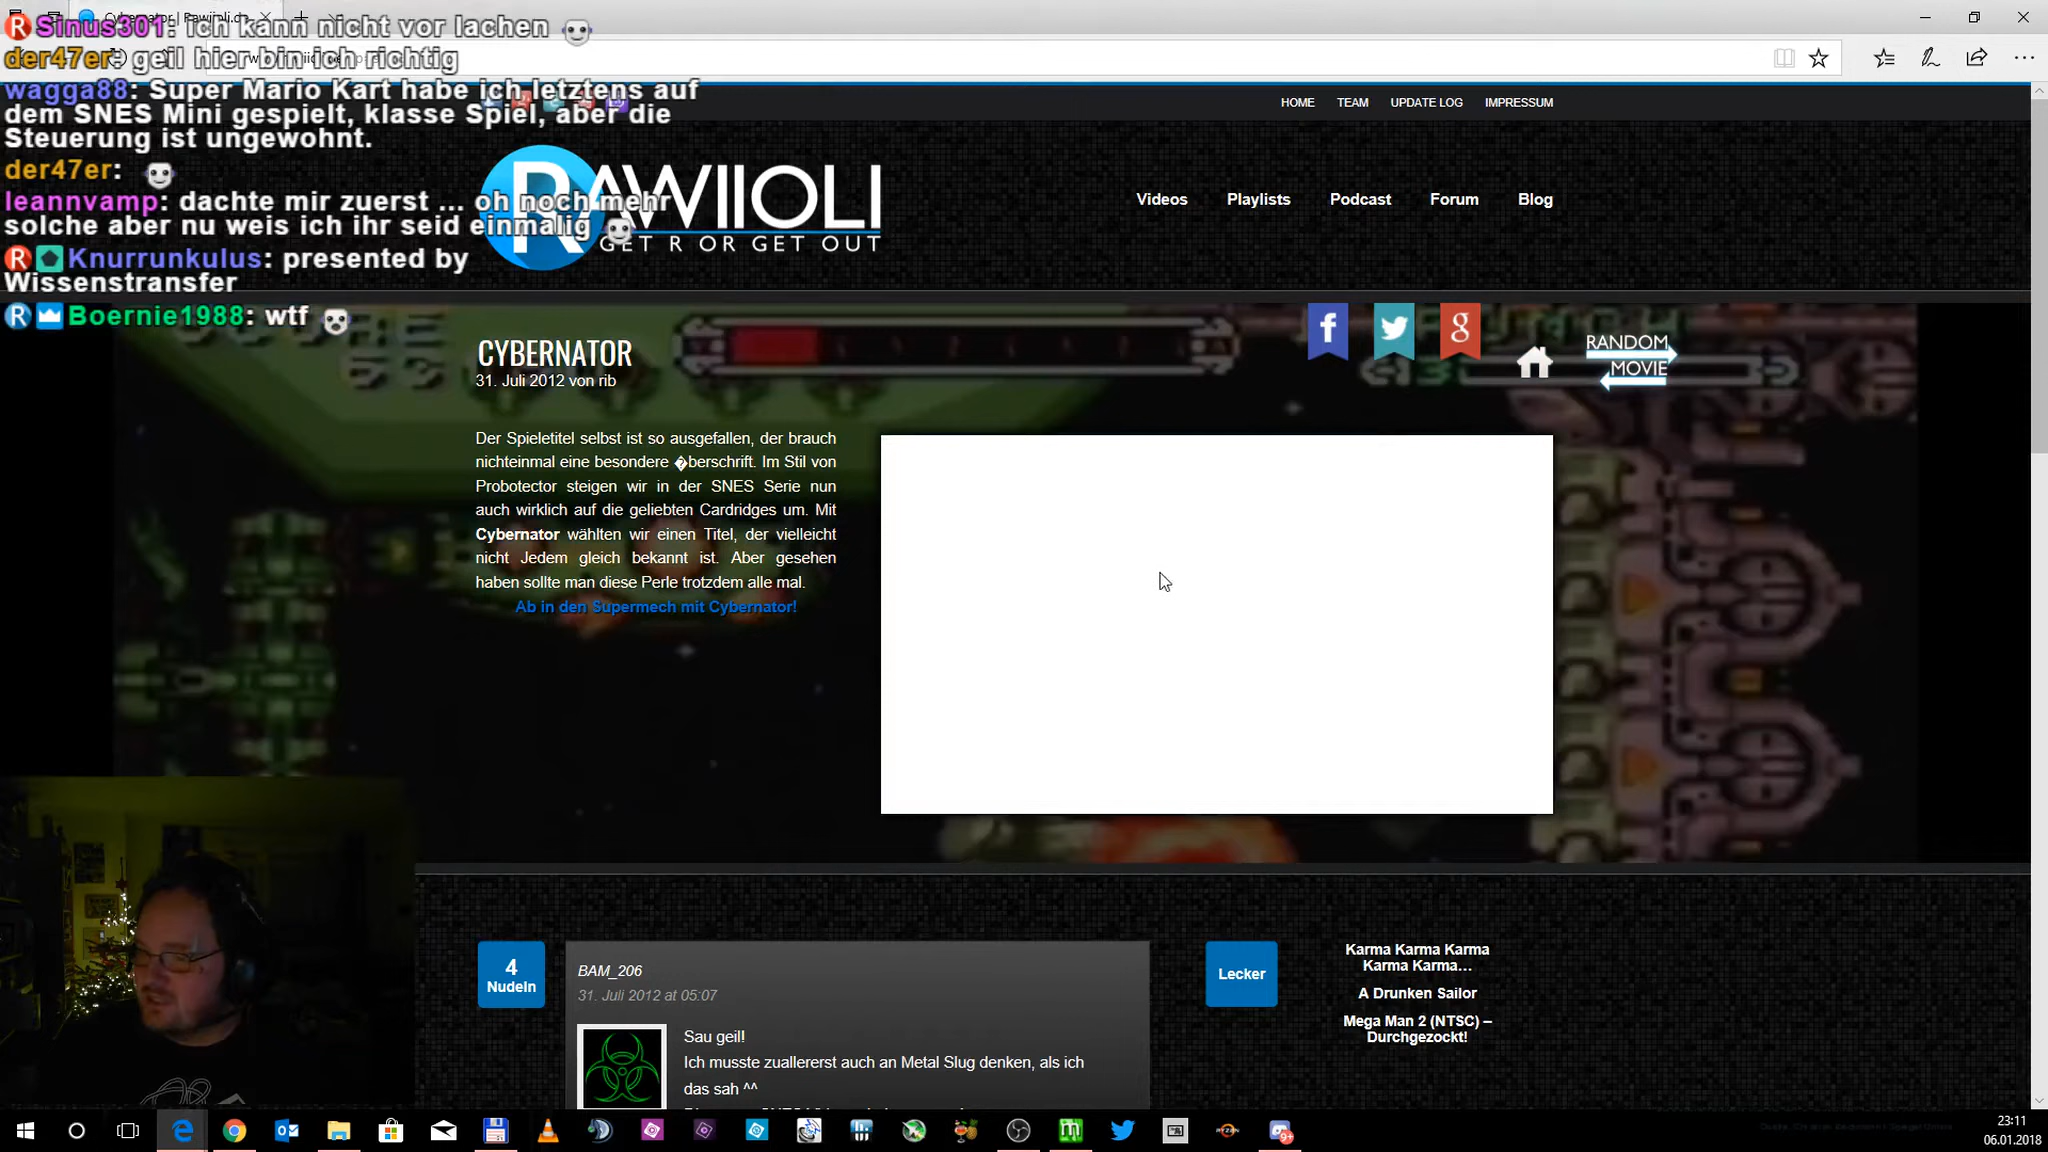 Sinus301: ich kann nicht vor lachen
der47er: geil hier bin ich richtig
wagga88: Super Mario Kart habe ich letztens auf
dem SNES Mini gespielt, klasse Spiel, aber die
Steuerung ist ungewohnt.
der47er:
leannvamp: dachte mir zuerst ... oh noch mehr
solche aber nu weis ich ihr seid einmalig
Knurrunkulus: presented by
Wissenstransfer
Boernie1988: wtf
HOME TEAM UPDATE LOG IMPRESSUM
RAWIIOLI
GET R OR GET OUT
Videos Playlists Podcast Forum Blog
CYBERNATOR
31. Juli 2012 von rib
RANDOM
MOVIE
Der Spieletitel selbst ist so ausgefallen, der brauch
nichteinmal eine besondere �berschrift. Im Stil von
Probotector steigen wir in der SNES Serie nun
auch wirklich auf die geliebten Cardridges um. Mit
Cybernator wählten wir einen Titel, der vielleicht
nicht Jedem gleich bekannt ist. Aber gesehen
haben sollte man diese Perle trotzdem alle mal.
Ab in den Supermech mit Cybernator!
4
Nudeln
BAM_206
31. Juli 2012 at 05:07
Sau geil!
Ich musste zuallererst auch an Metal Slug denken, als ich
das sah ^^
Lecker
Karma Karma Karma
Karma Karma...
A Drunken Sailor
Mega Man 2 (NTSC) –
Durchgezockt!
23:11
06.01.2018